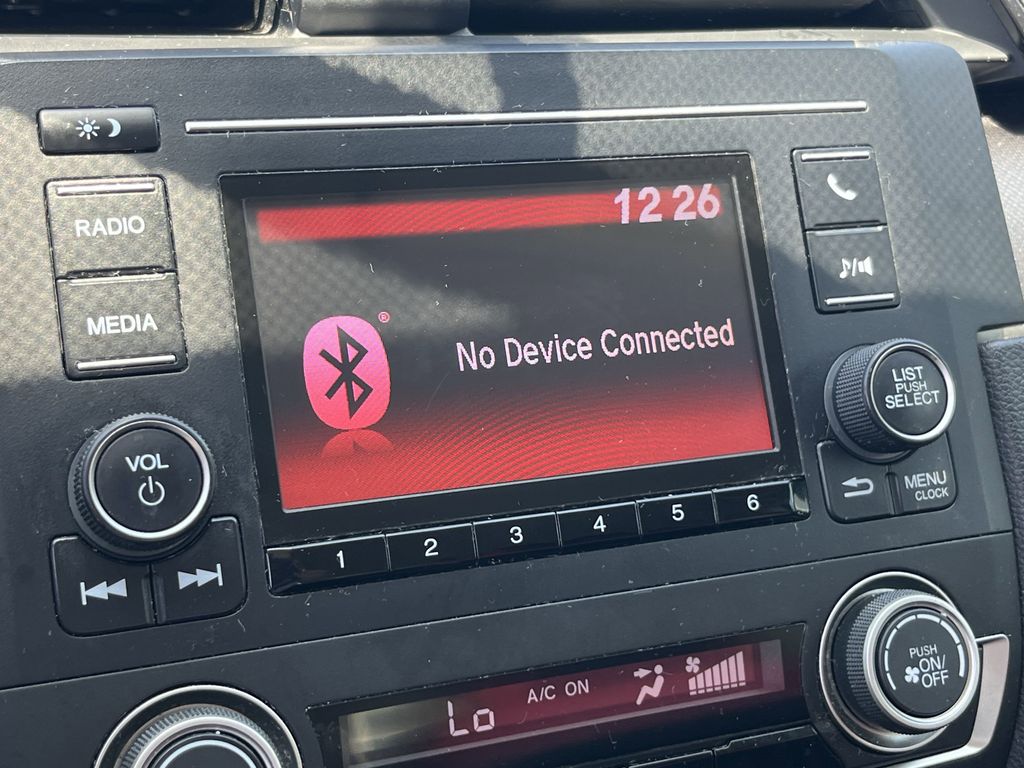 RADIO
MEDIA
12 26
®
No Device Connected
LIST
PUSH
SELECT
VOL
MENU
CLOCK
1 2 3 4 5 6
A/C ON
Lo
PUSH
ON/
OFF